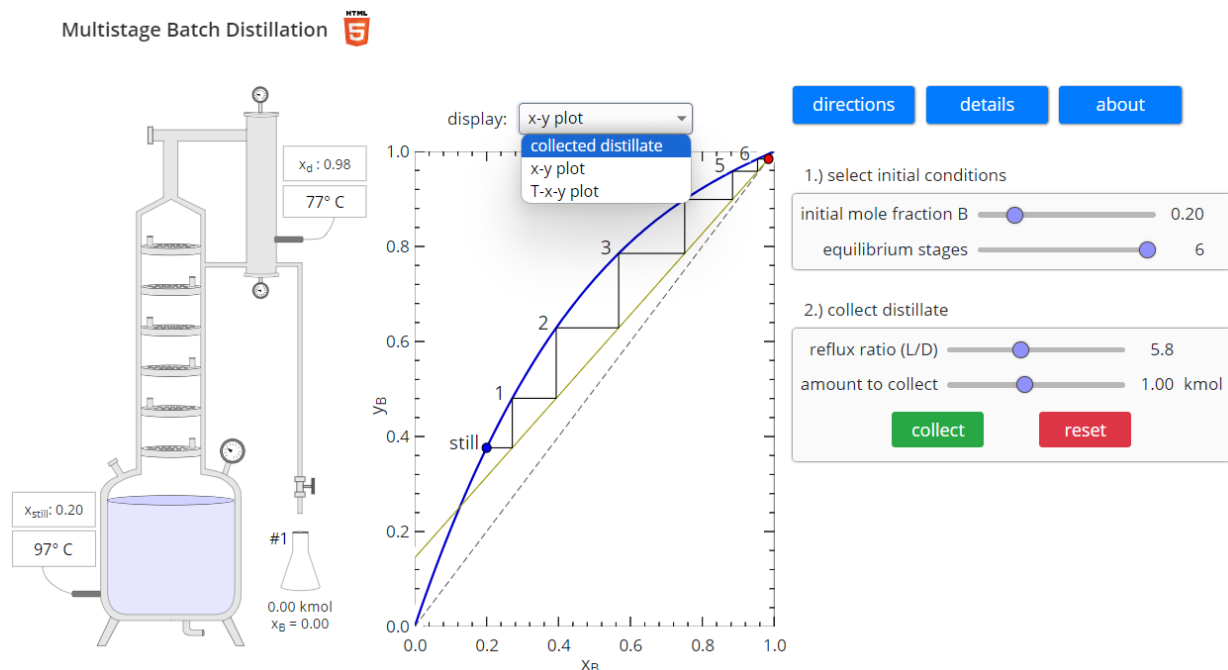 Multistage Batch Distillation
HTML
5
directions
details
about
display:
x-y plot
collected distillate
x-y plot
T-x-y plot
1.) select initial conditions
initial mole fraction B
0.20
equilibrium stages
6
2.) collect distillate
reflux ratio (L/D)
5.8
amount to collect
1.00 kmol
collect
reset
xd : 0.98
77° C
xstill: 0.20
97° C
#1
0.00 kmol
xB = 0.00
1.0
0.8
0.6
0.4
0.2
0.0
yB
still
1
2
3
5
6
0.0
0.2
0.4
0.6
0.8
1.0
xB